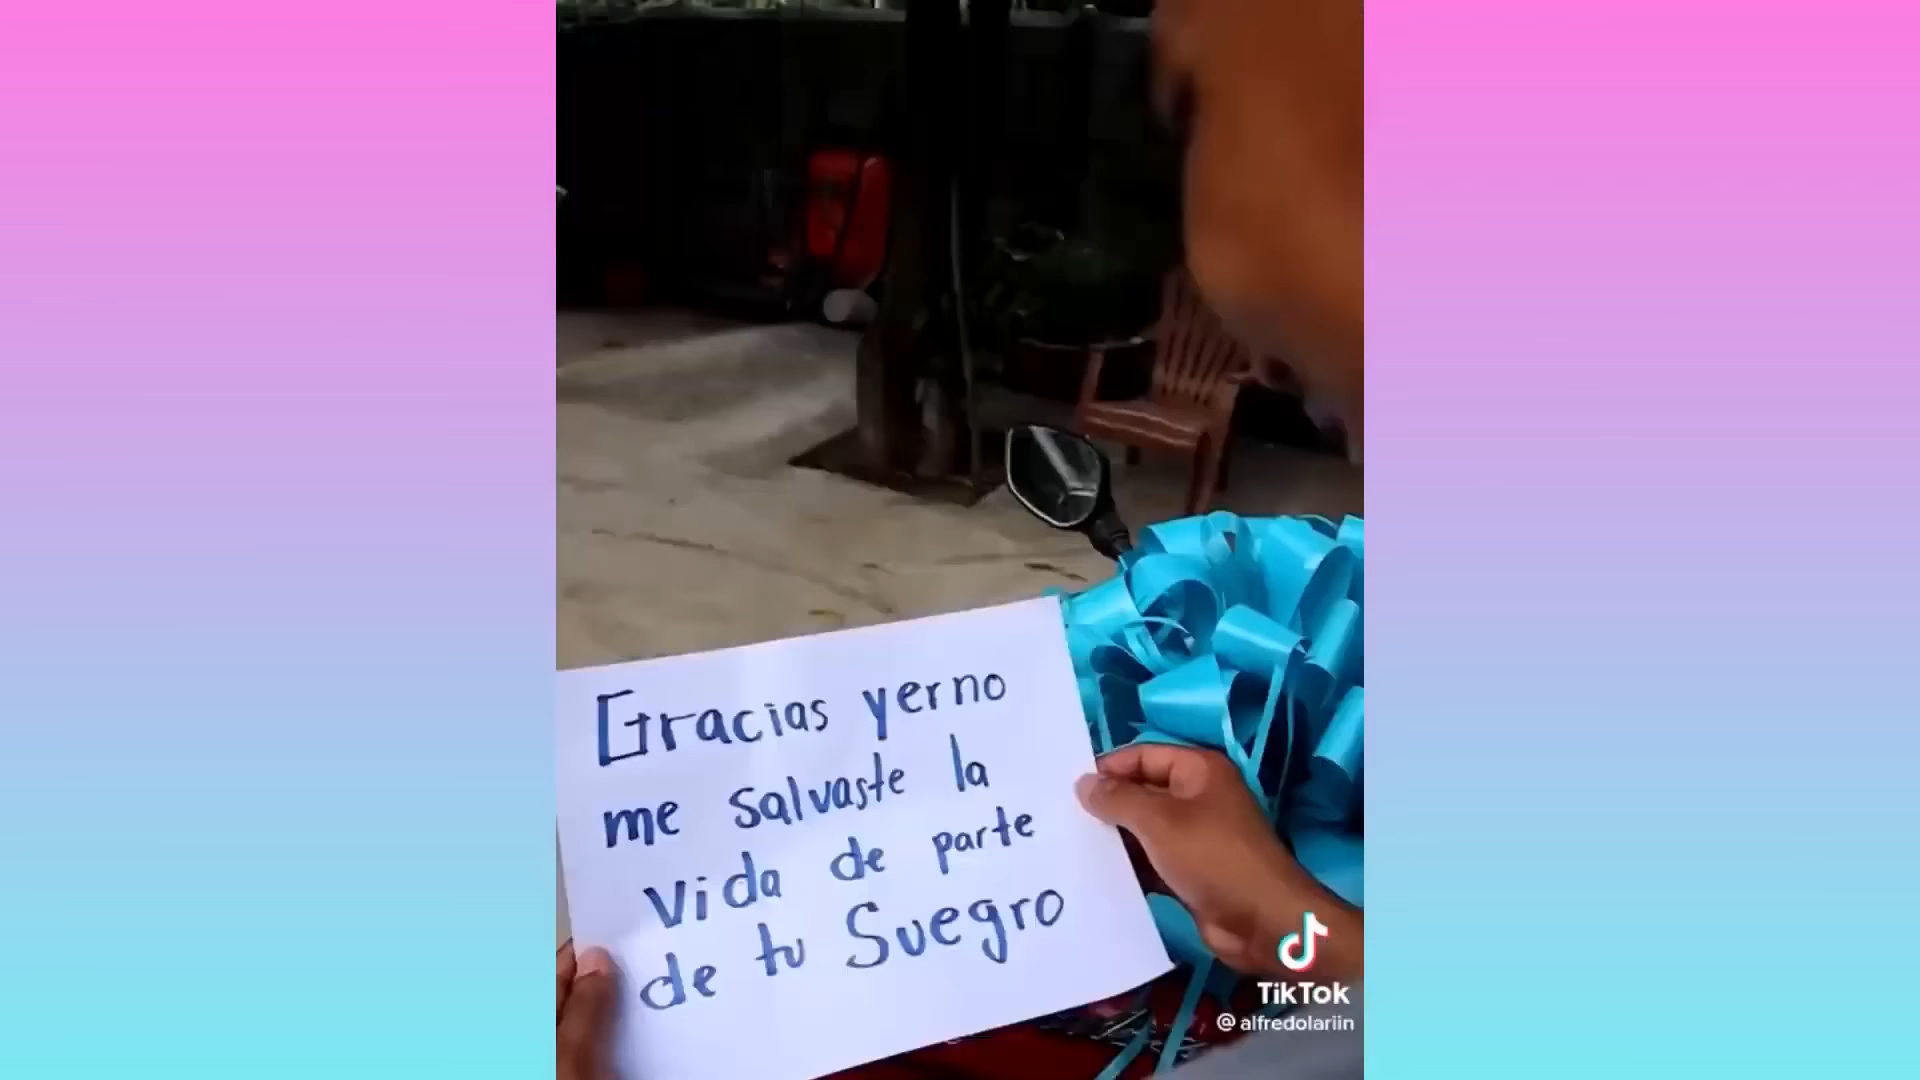 Gracias yerno
me salvaste la
vida de parte
de tu Suegro
TikTok
@alfredolariin